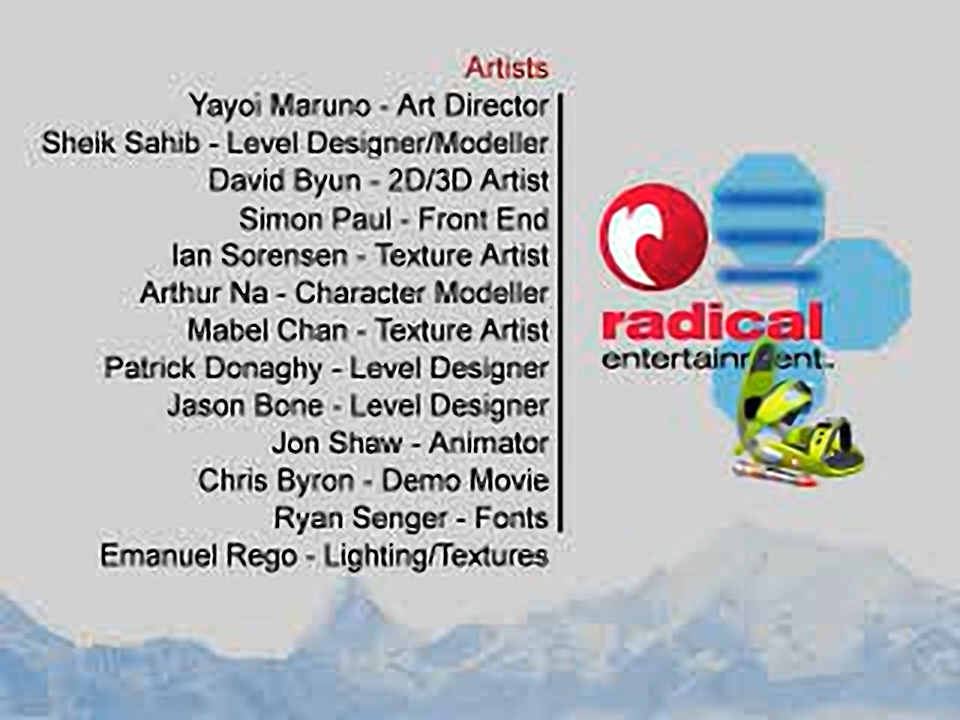 Artists
Yayoi Maruno - Art Director
Sheik Sahib - Level Designer/Modeller
David Byun - 2D/3D Artist
Simon Paul - Front End
Ian Sorensen - Texture Artist
Arthur Na - Character Modeller
Mabel Chan - Texture Artist
Patrick Donaghy - Level Designer
Jason Bone - Level Designer
Jon Shaw - Animator
Chris Byron - Demo Movie
Ryan Senger - Fonts
Emanuel Rego - Lighting/Textures
radical
entertainment™